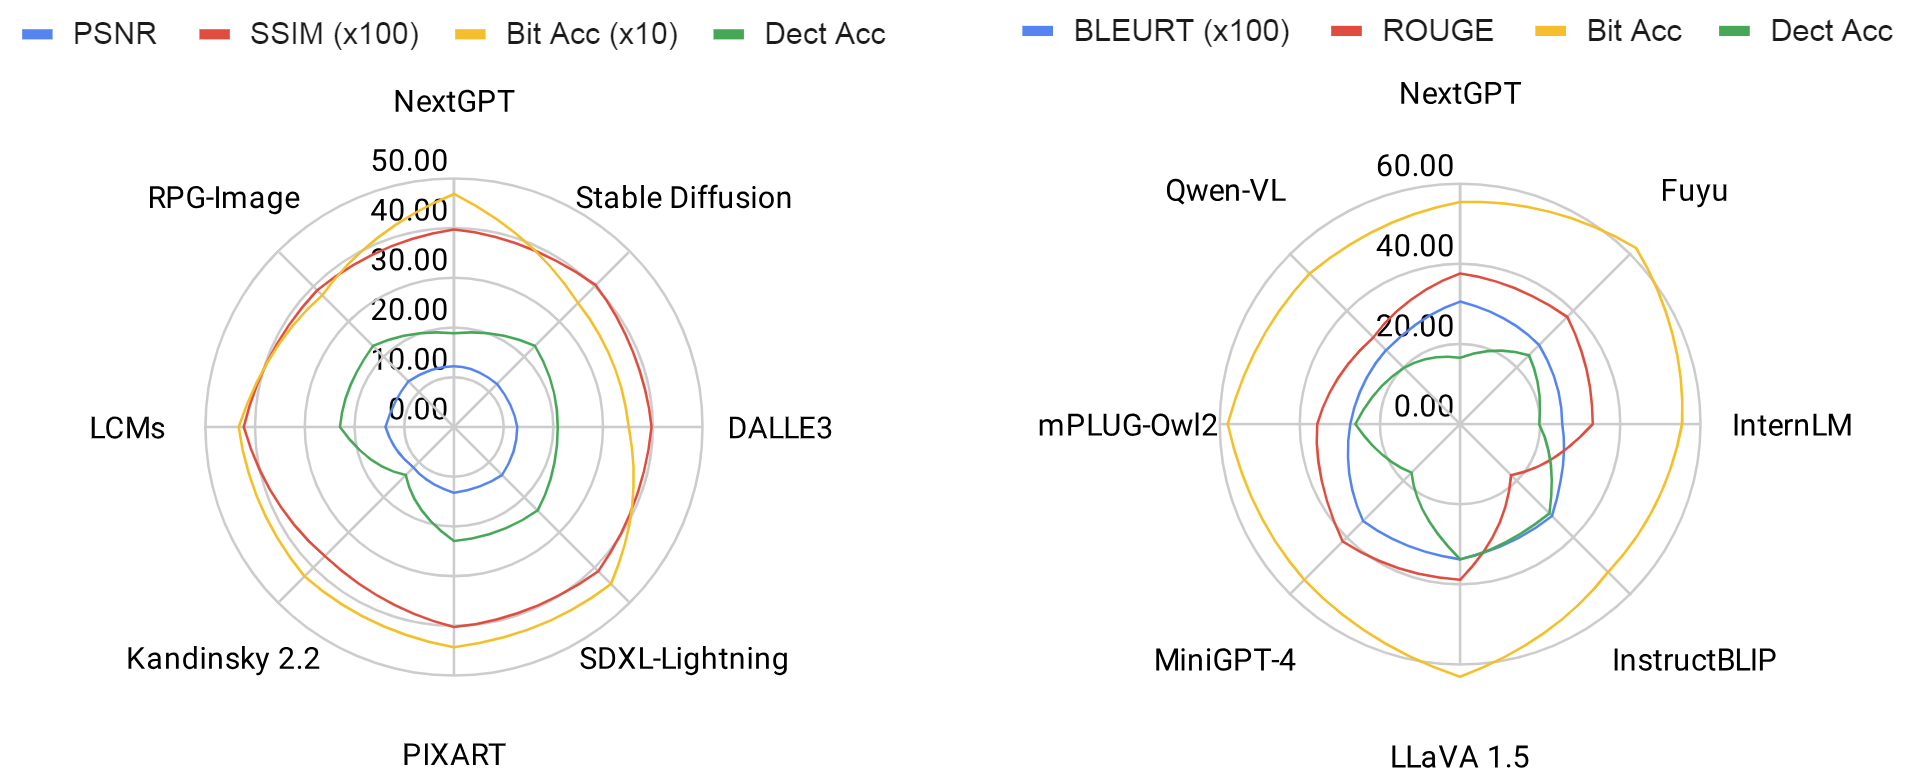 PSNR SSIM (x100) Bit Acc (x10) Dect Acc
NextGPT
50.00
RPG-Image Stable Diffusion
40.00
30.00
20.00
10.00
0.00
LCMs DALLE3
Kandinsky 2.2 SDXL-Lightning
PIXART
BLEURT (x100) ROUGE Bit Acc Dect Acc
NextGPT
60.00
Qwen-VL Fuyu
40.00
20.00
0.00
mPLUG-Owl2 InternLM
MiniGPT-4 InstructBLIP
LLaVA 1.5